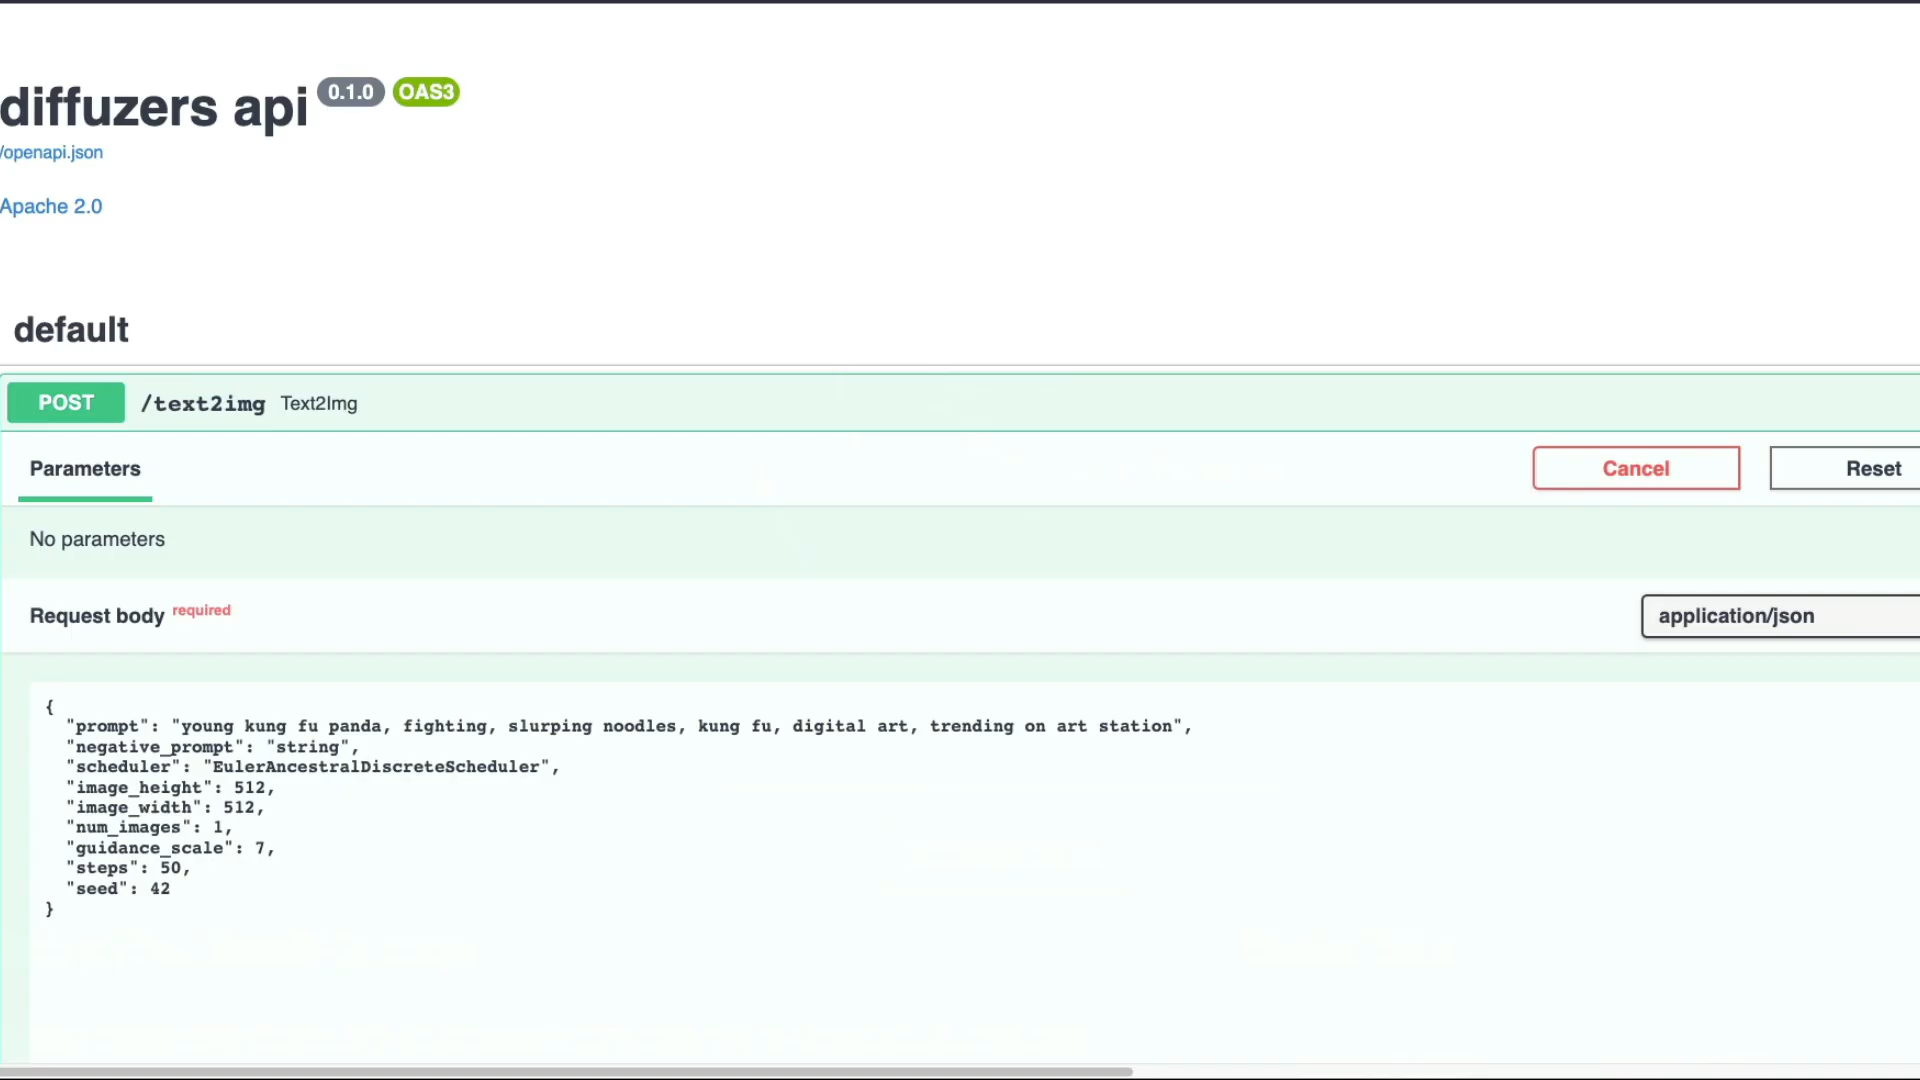 diffuzers api 0.1.0 OAS3
/openapi.json
Apache 2.0
default
POST /text2img Text2Img
Parameters Cancel Reset
No parameters
Request body required application/json
{
"prompt": "young kung fu panda, fighting, slurping noodles, kung fu, digital art, trending on art station",
"negative_prompt": "string",
"scheduler": "EulerAncestralDiscreteScheduler",
"image_height": 512,
"image_width": 512,
"num_images": 1,
"guidance_scale": 7,
"steps": 50,
"seed": 42
}